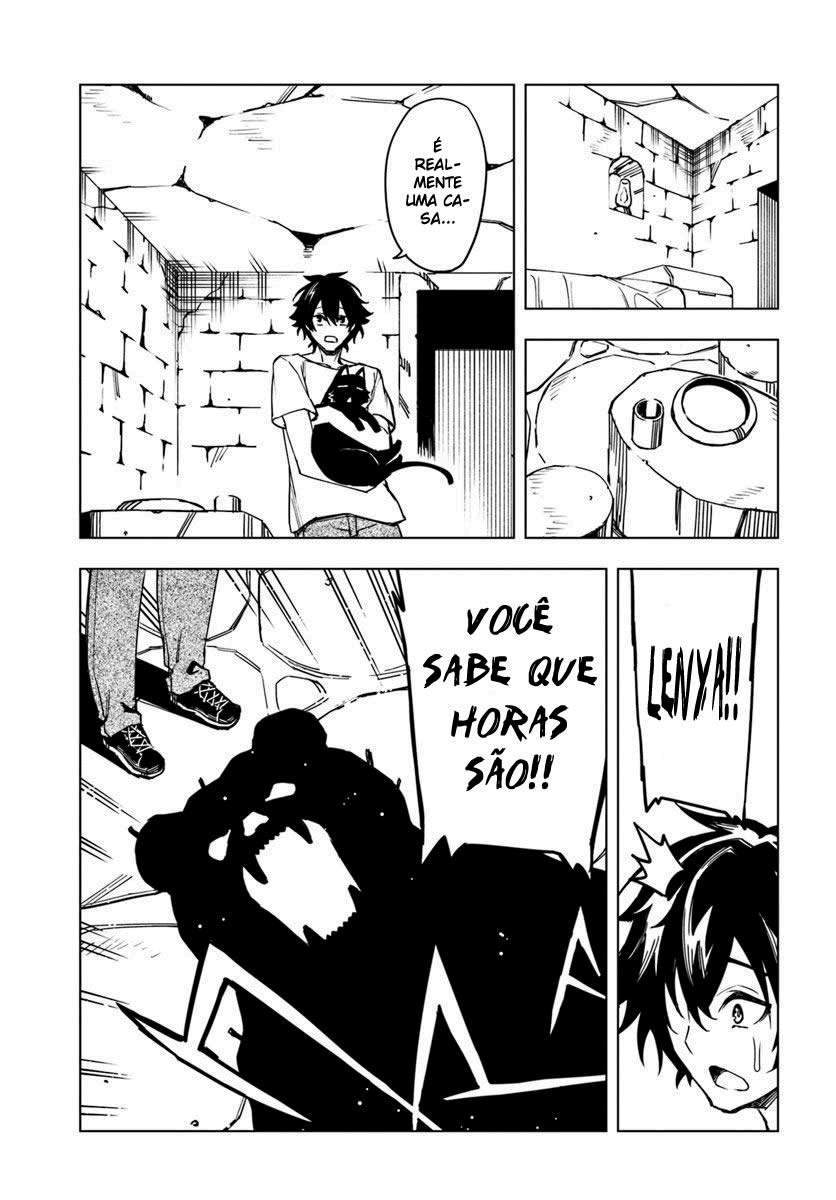 É
REAL-
MENTE
UMA CA-
SA...
LENYA!!
VOCÊ
SABE QUE
HORAS
SÃO!!